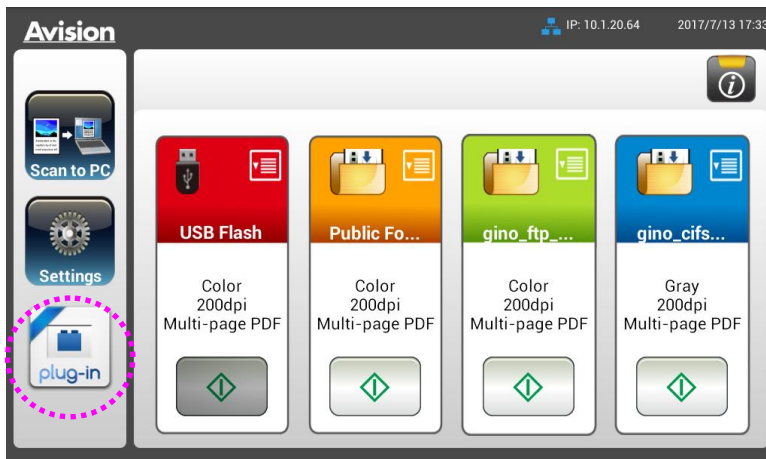 Avision
IP: 10.1.20.64 2017/7/13 17:33
Scan to PC
Settings
plug-in
USB Flash
Color
200dpi
Multi-page PDF
Public Fo...
Color
200dpi
Multi-page PDF
gino_ftp_...
Color
200dpi
Multi-page PDF
gino_cifs...
Gray
200dpi
Multi-page PDF